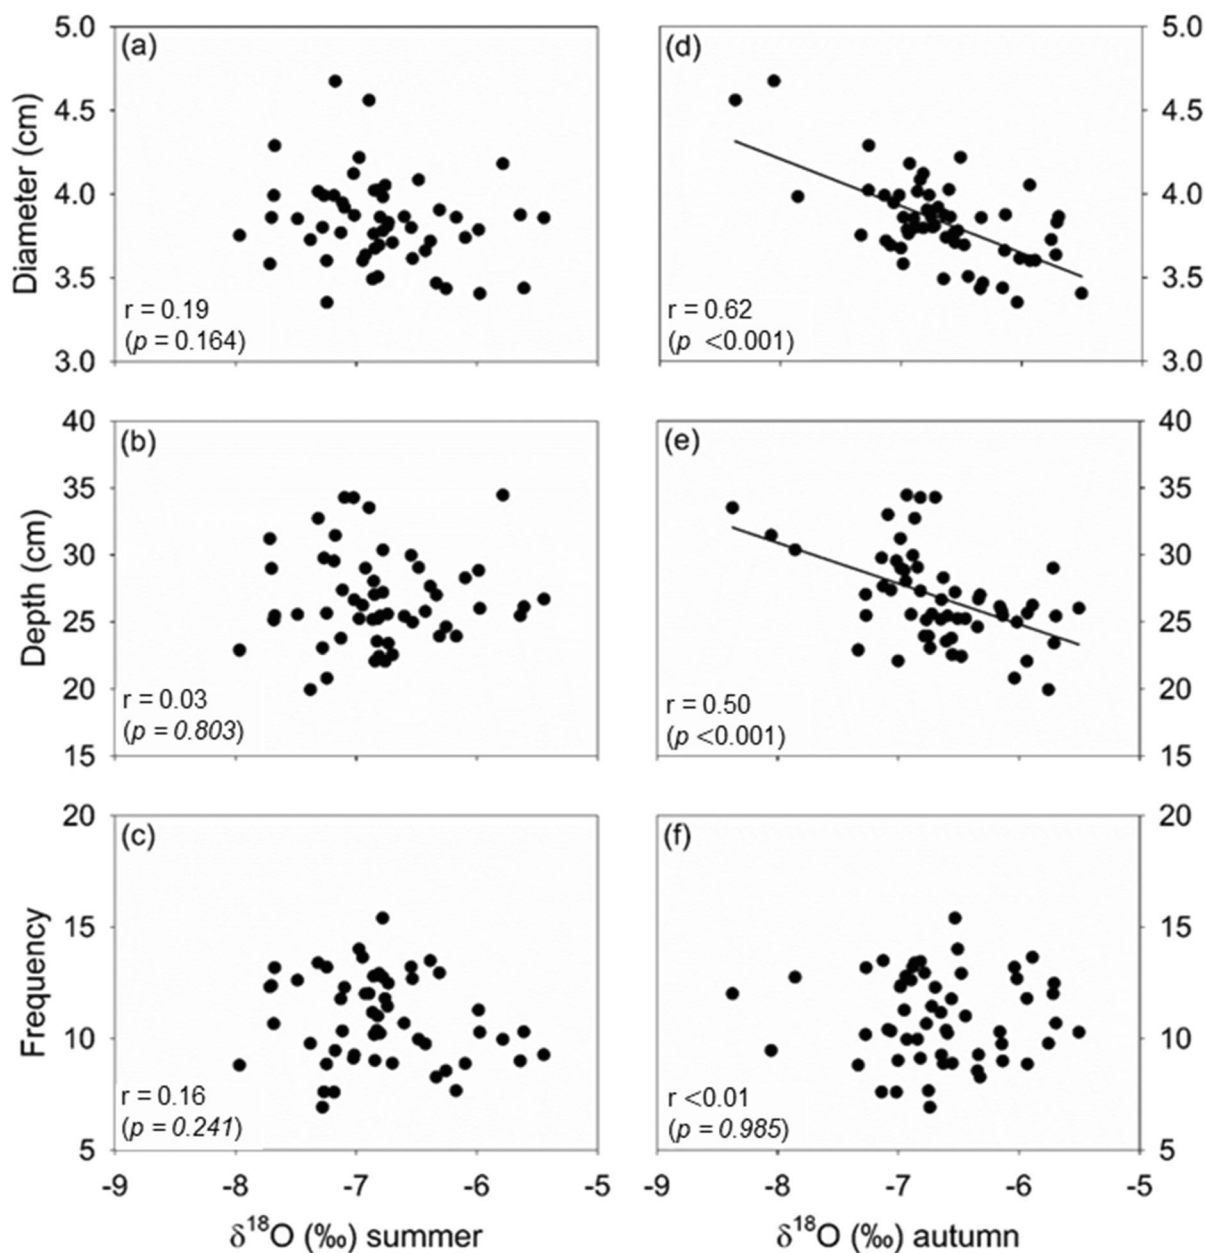 5.0
(a)
4.5
4.0
3.5
3.0
Diameter (cm)
r = 0.19
(p = 0.164)
(d)
5.0
4.5
4.0
3.5
3.0
r = 0.62
(p <0.001)
40
(b)
35
30
25
20
15
Depth (cm)
r = 0.03
(p = 0.803)
(e)
40
35
30
25
20
15
r = 0.50
(p <0.001)
20
(c)
15
10
5
Frequency
r = 0.16
(p = 0.241)
-9 -8 -7 -6 -5
δ¹⁸O (‰) summer
(f)
20
15
10
5
r <0.01
(p = 0.985)
-9 -8 -7 -6 -5
δ¹⁸O (‰) autumn